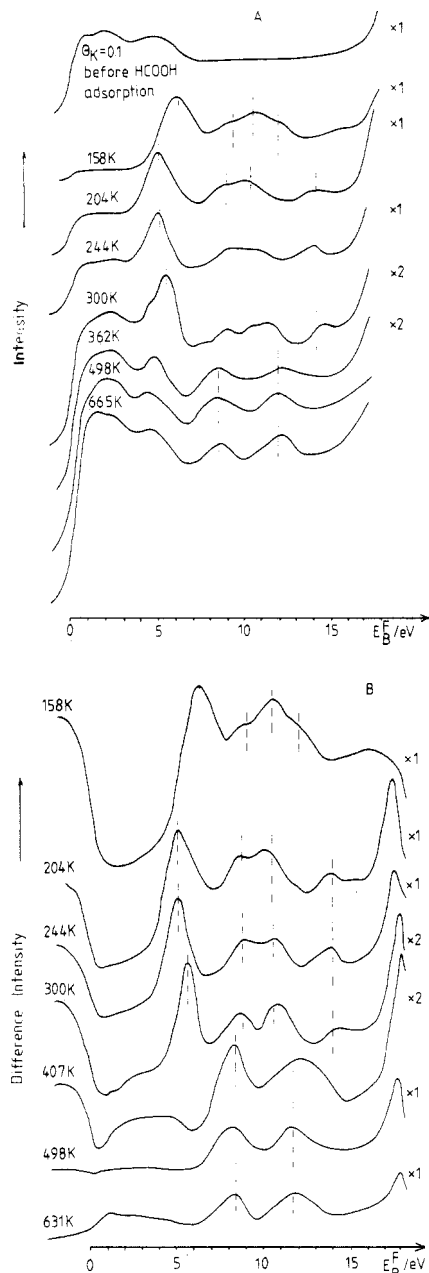 A
ΘK=0.1
before HCOOH
adsorption
×1
×1
×1
158K
204K
×1
244K
×2
300K
×2
362K
498K
665K
Intensity
0 5 10 15 E_B^F/eV
B
158K
×1
×1
204K
×1
244K
×2
300K
×2
407K
×1
498K
×1
631K
Difference Intensity
0 5 10 15 E_B^F/eV